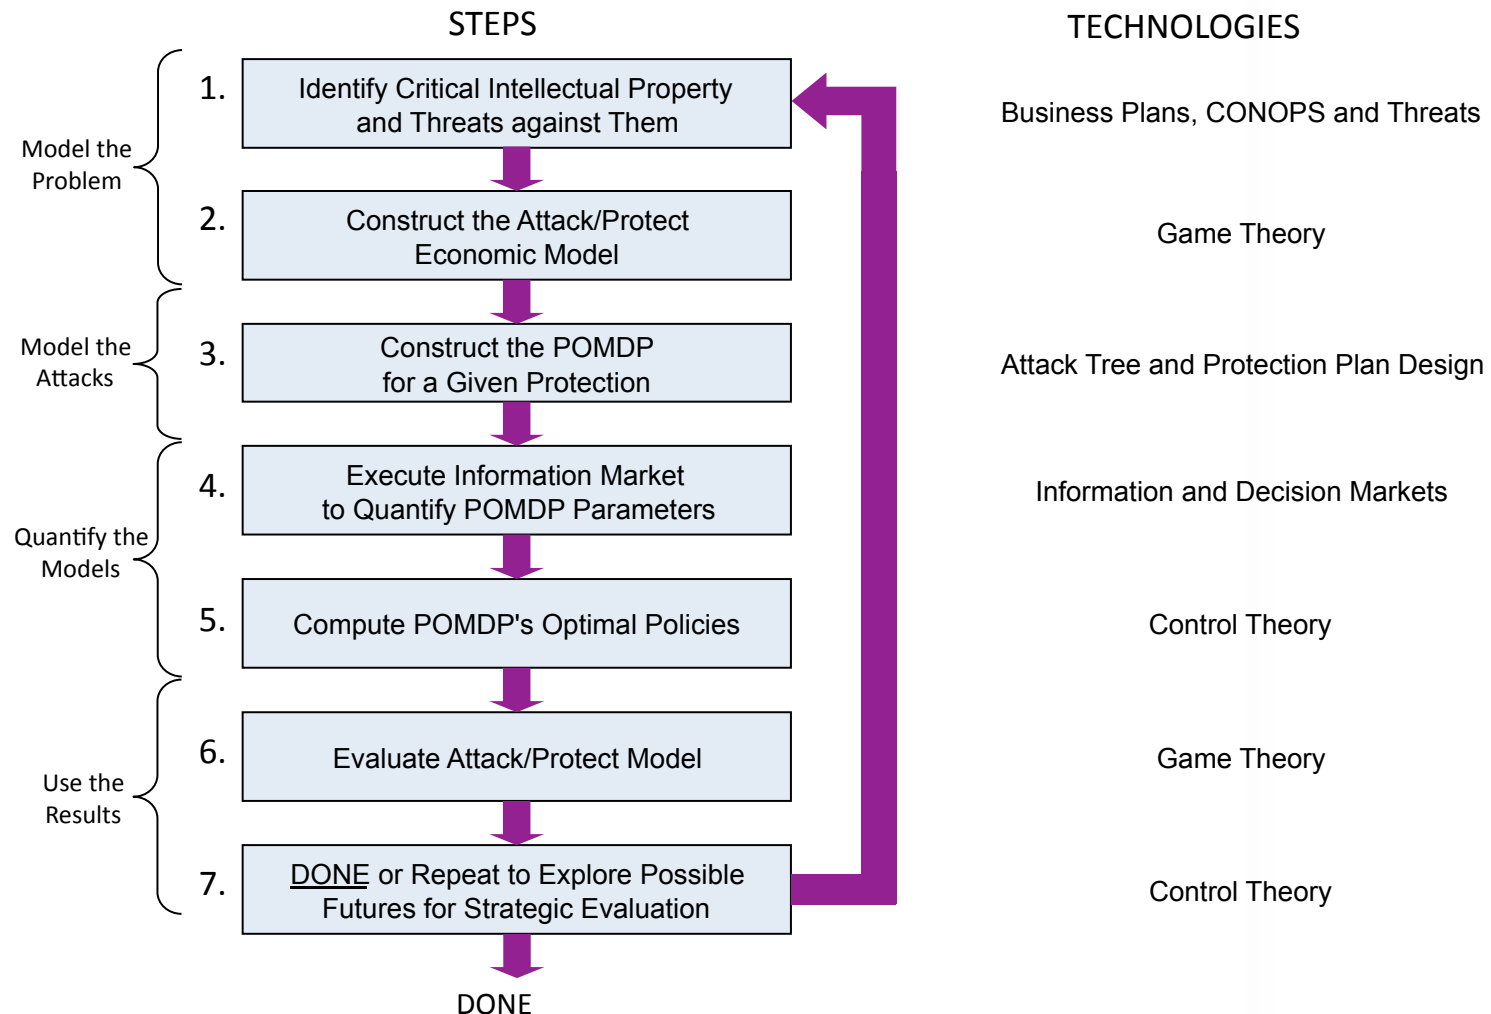 STEPS
TECHNOLOGIES
Model the
Problem
1.
Identify Critical Intellectual Property
and Threats against Them
Business Plans, CONOPS and Threats
2.
Construct the Attack/Protect
Economic Model
Game Theory
Model the
Attacks
3.
Construct the POMDP
for a Given Protection
Attack Tree and Protection Plan Design
Quantify the
Models
4.
Execute Information Market
to Quantify POMDP Parameters
Information and Decision Markets
5.
Compute POMDP's Optimal Policies
Control Theory
Use the
Results
6.
Evaluate Attack/Protect Model
Game Theory
7.
DONE or Repeat to Explore Possible
Futures for Strategic Evaluation
Control Theory
DONE